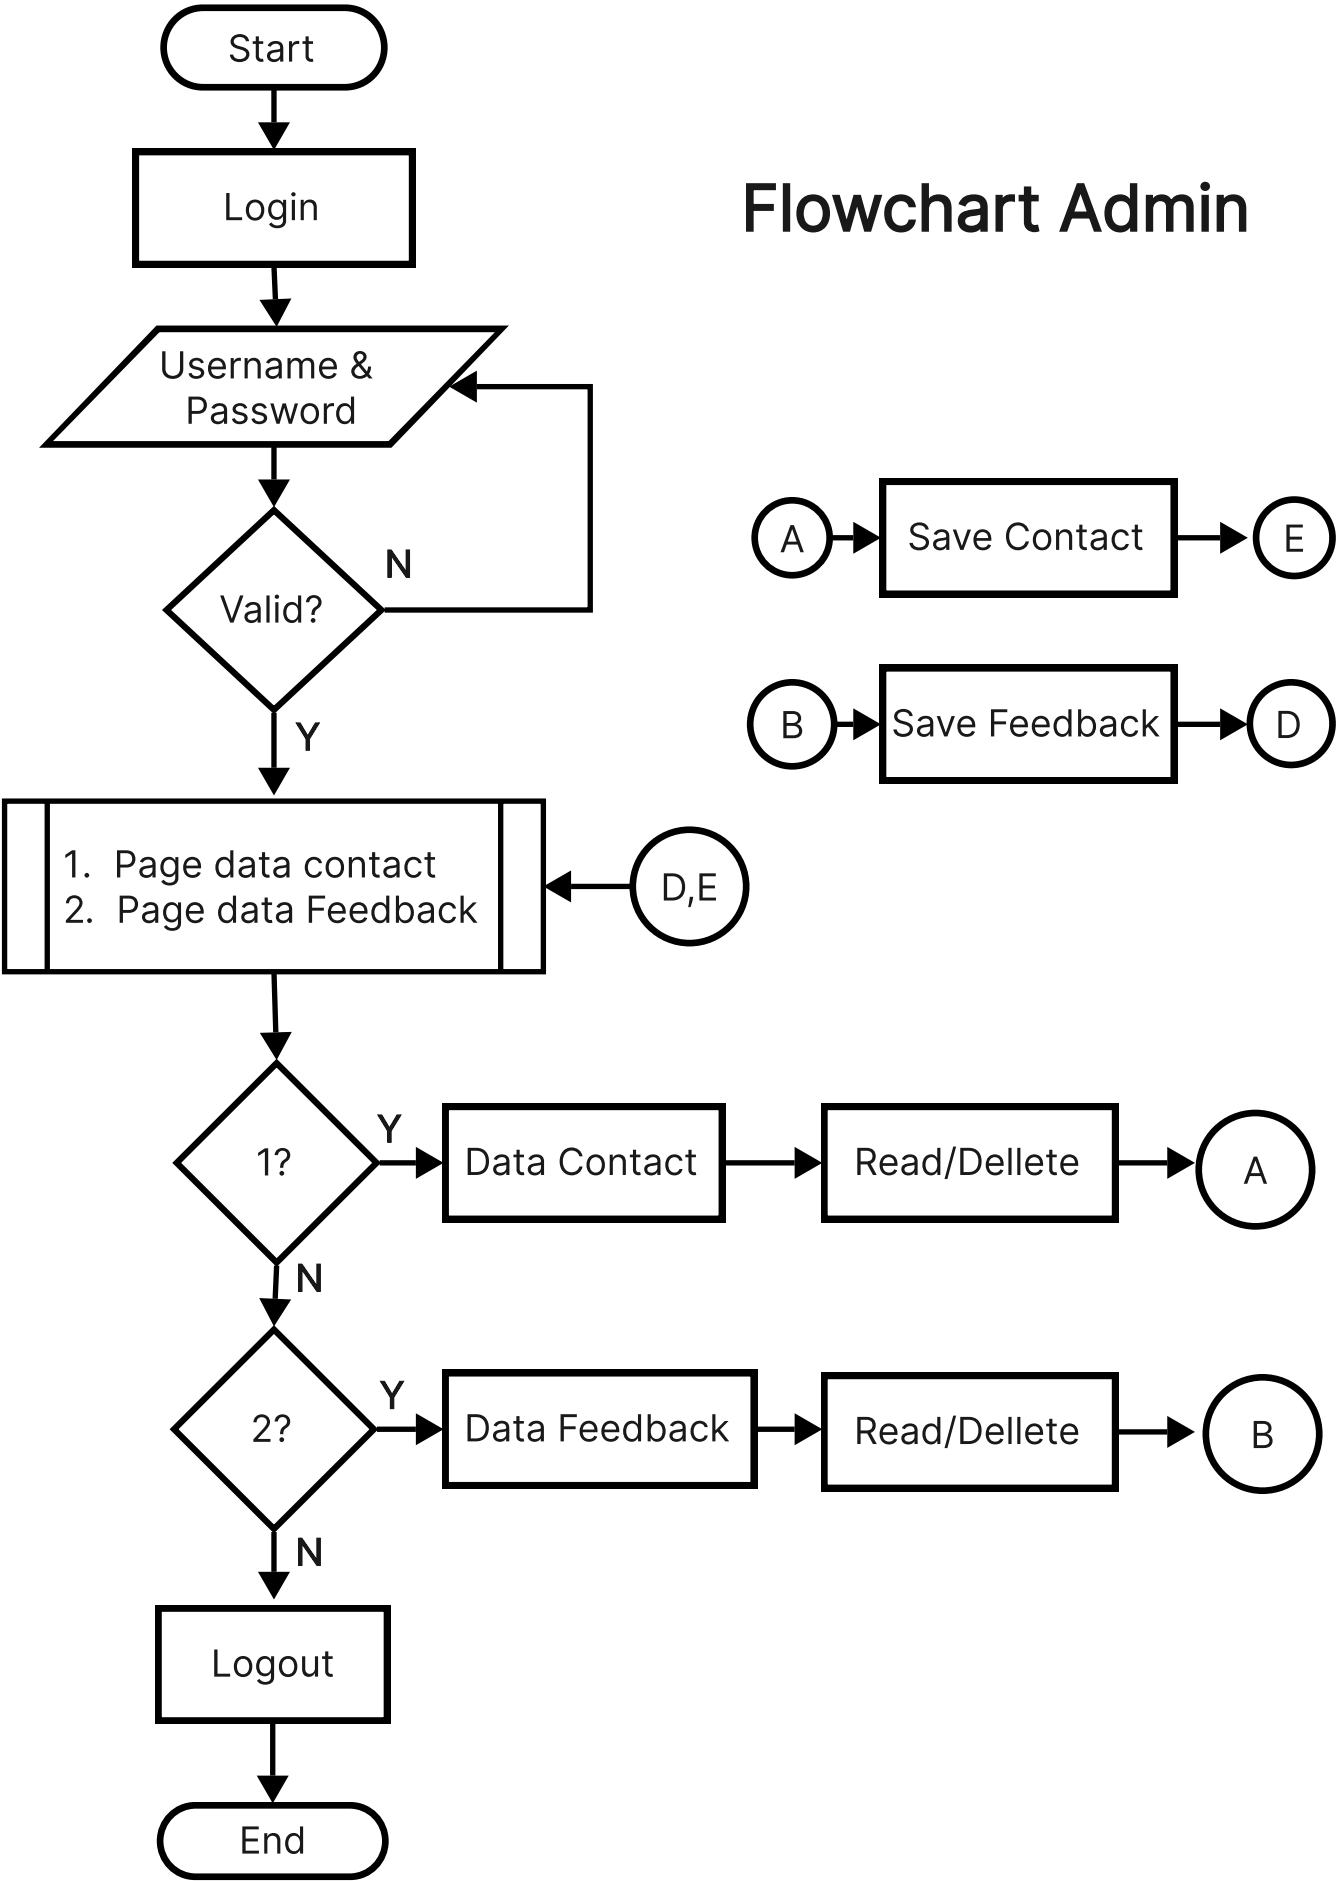 Start
Login
Flowchart Admin
Username &
Password
Valid?
N
Y
A
Save Contact
E
B
Save Feedback
D
1. Page data contact
2. Page data Feedback
D,E
1?
Y
Data Contact
Read/Dellete
A
N
2?
Y
Data Feedback
Read/Dellete
B
N
Logout
End